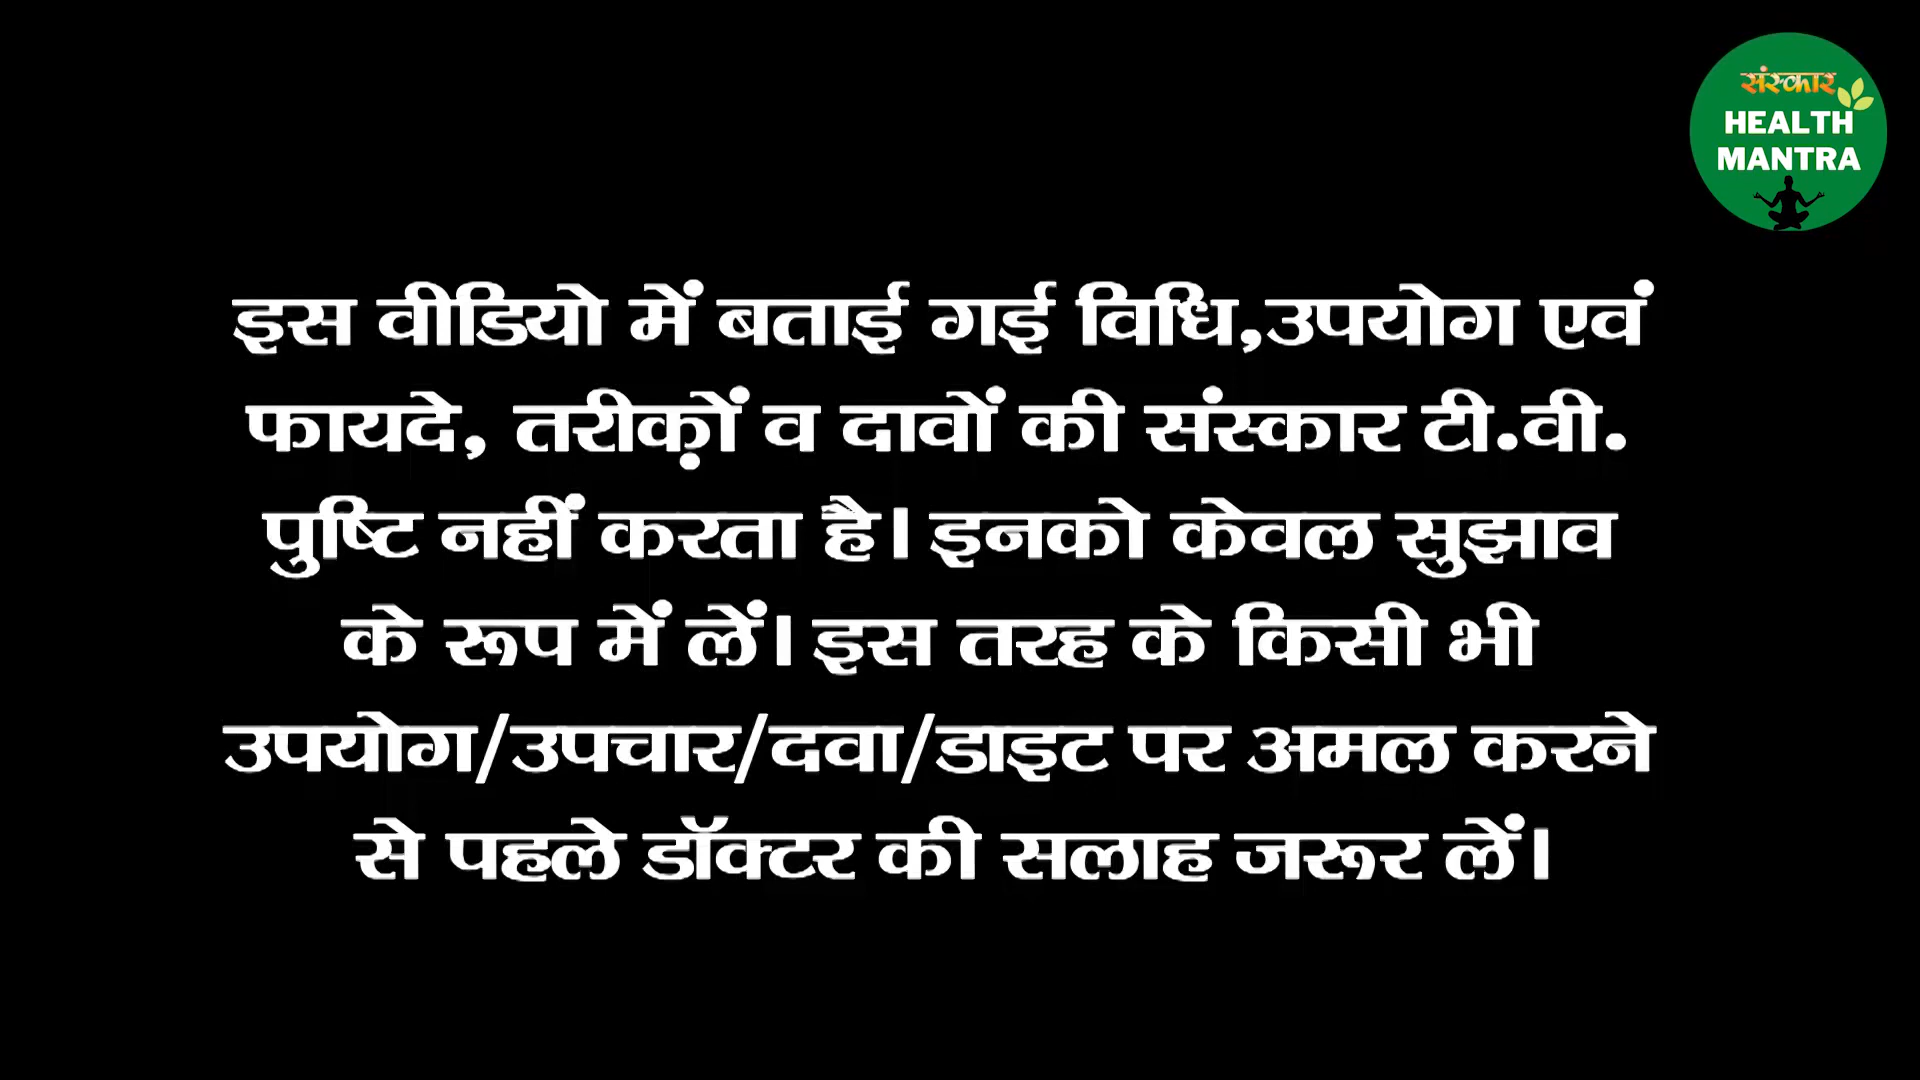 संस्कार
HEALTH
MANTRA
इस वीडियो में बताई गई विधि,उपयोग एवं
फायदे, तरीक़ों व दावों की संस्कार टी.वी.
पुष्टि नहीं करता है। इनको केवल सुझाव
के रूप में लें। इस तरह के किसी भी
उपयोग/उपचार/दवा/डाइट पर अमल करने
से पहले डॉक्टर की सलाह जरूर लें।